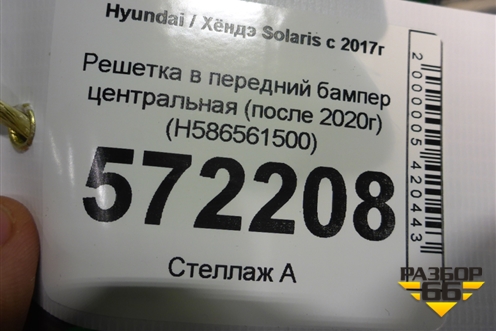 Hyundai / Хёндэ Solaris с 2017г
Решетка в передний бампер
центральная (после 2020г)
(H586561500)
572208
Стеллаж А
2000005420443
РАЗБОР
66